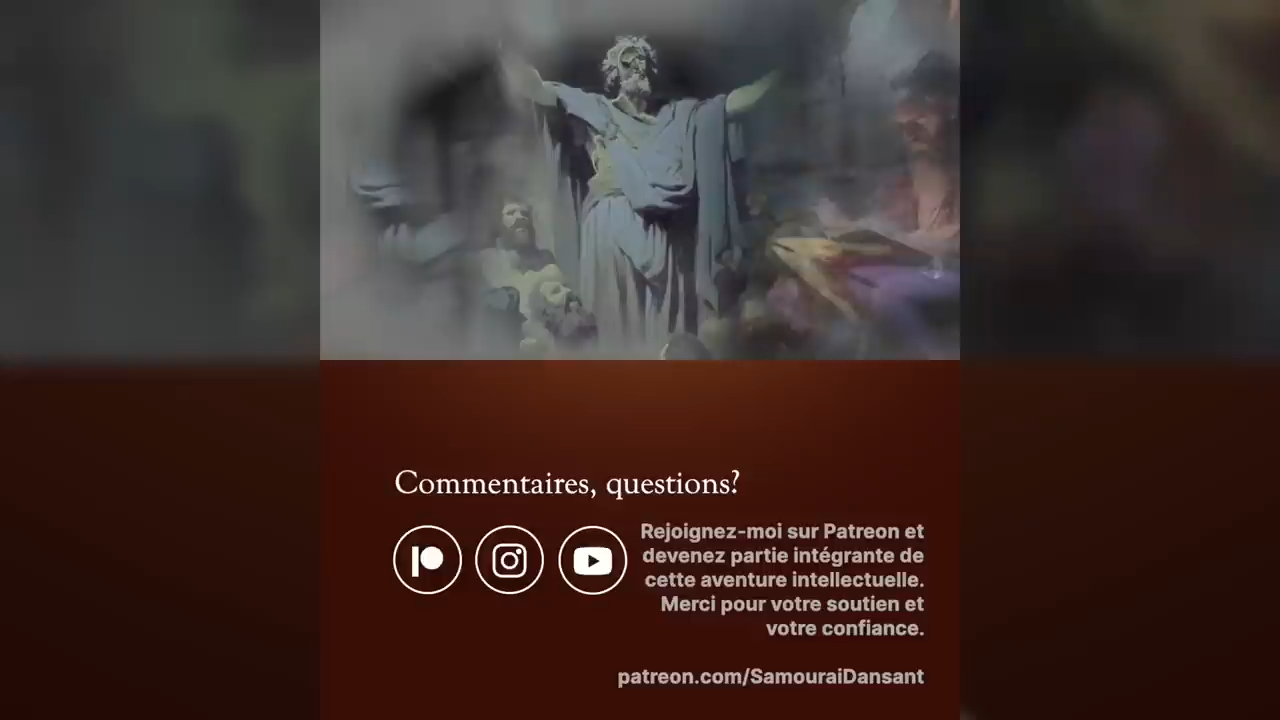 Commentaires, questions?
Rejoignez-moi sur Patreon et
devenez partie intégrante de
cette aventure intellectuelle.
Merci pour votre soutien et
votre confiance.
patreon.com/SamouraiDansant